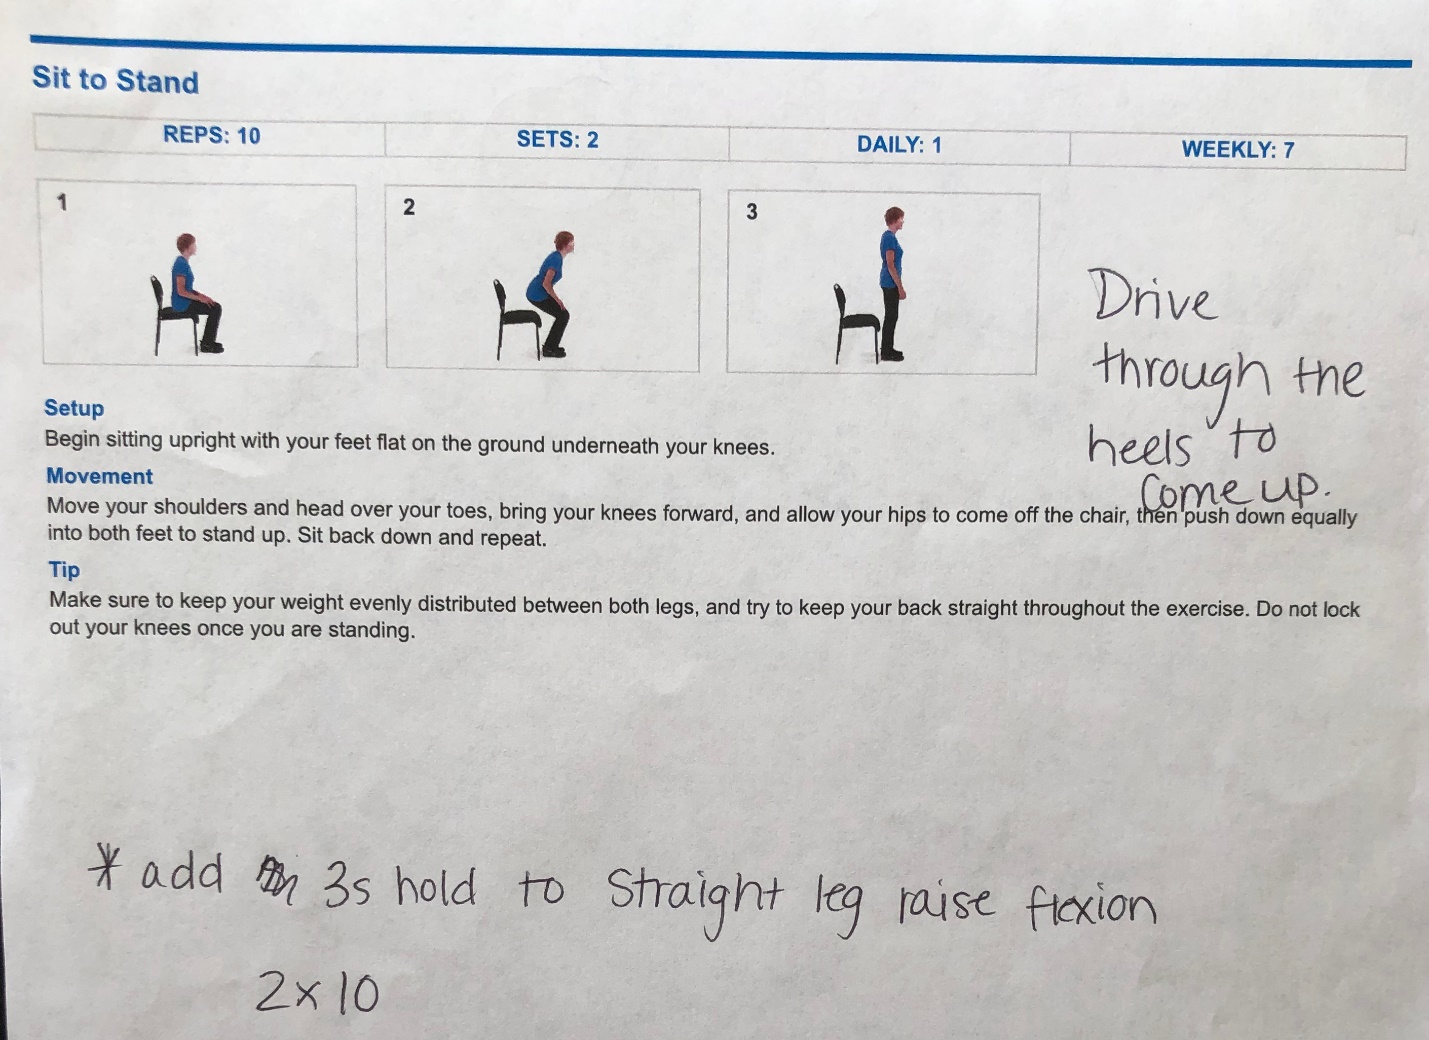 Sit to Stand
REPS: 10 SETS: 2 DAILY: 1 WEEKLY: 7
1 2 3
Drive
through the
heels to
come up.
Setup
Begin sitting upright with your feet flat on the ground underneath your knees.
Movement
Move your shoulders and head over your toes, bring your knees forward, and allow your hips to come off the chair, then push down equally
into both feet to stand up. Sit back down and repeat.
Tip
Make sure to keep your weight evenly distributed between both legs, and try to keep your back straight throughout the exercise. Do not lock
out your knees once you are standing.
* add 3s hold to straight leg raise flexion
2x10